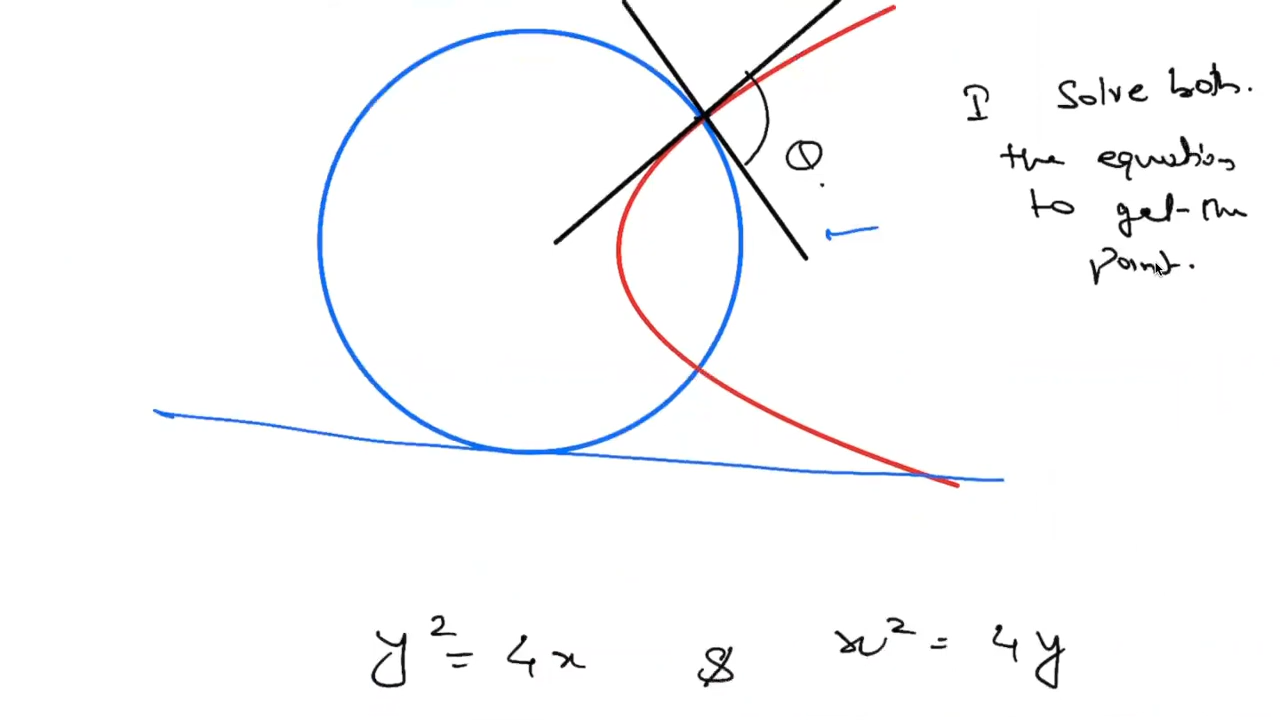 I Solve both.
the equations
to get the
point.
θ.
y² = 4x & x² = 4y